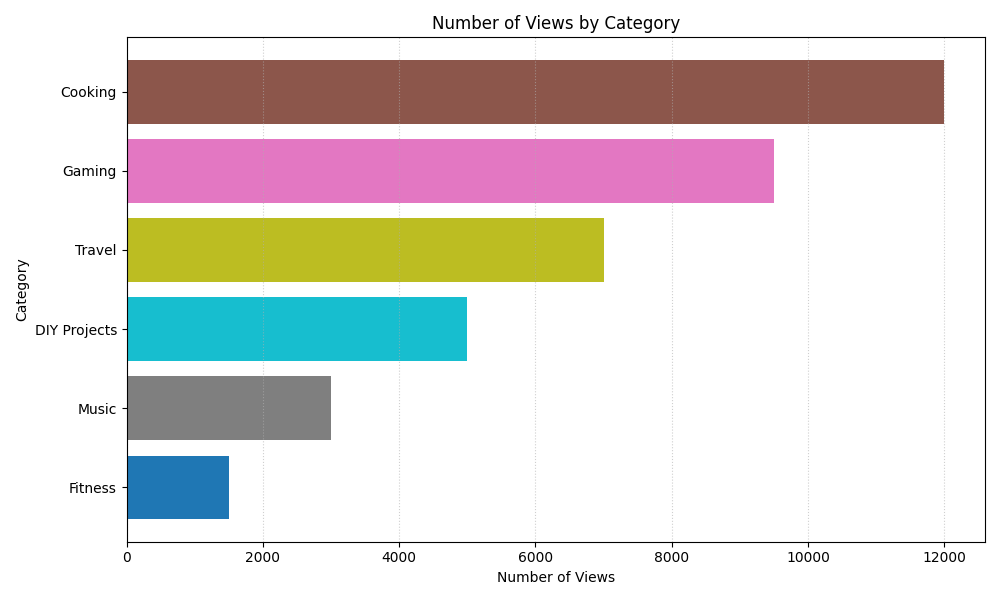 Number of Views by Category
Category
Cooking
Gaming
Travel
DIY Projects
Music
Fitness
0 2000 4000 6000 8000 10000 12000
Number of Views